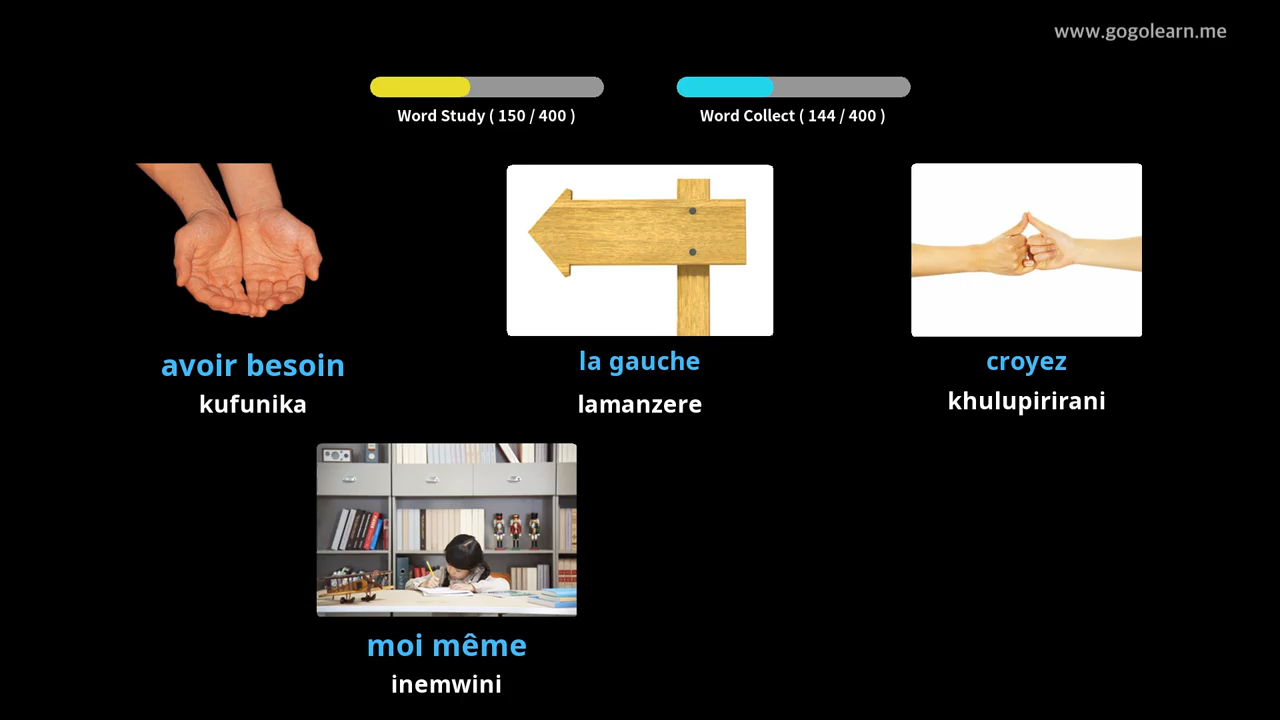 www.gogolearn.me
Word Study ( 150 / 400 )
Word Collect ( 144 / 400 )
avoir besoin
kufunika
la gauche
lamanzere
croyez
khulupirirani
moi même
inemwini